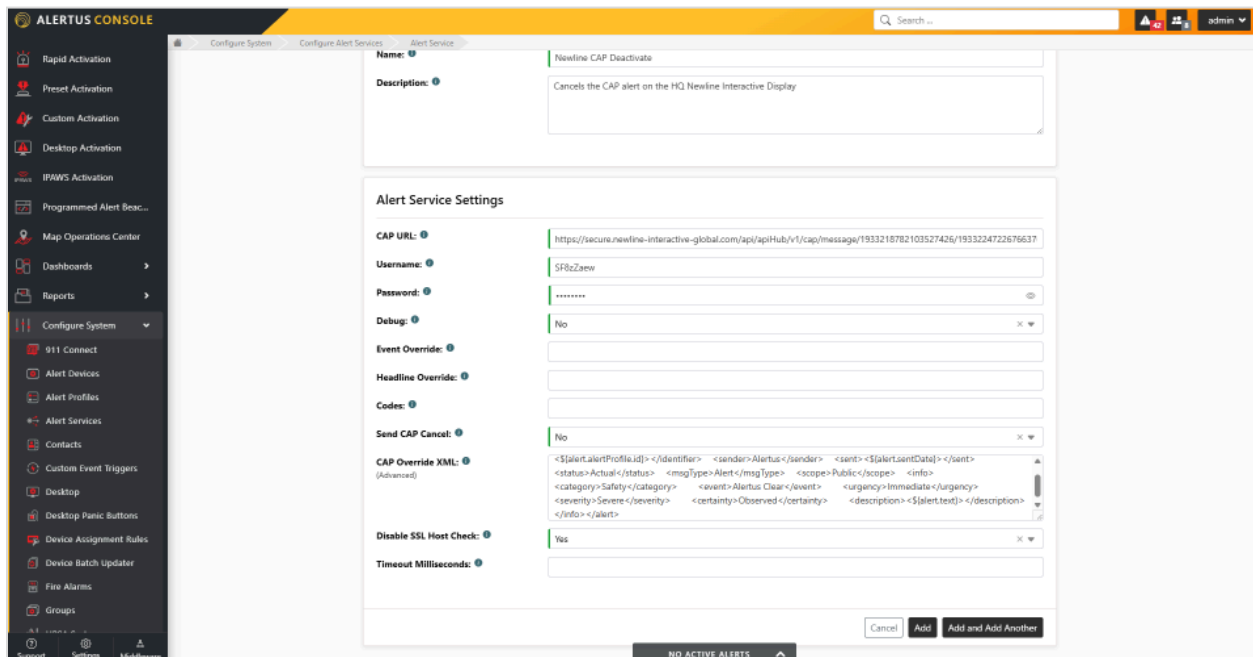 ALERTUS CONSOLE
Search ...
42
admin
Configure System
Configure Alert Services
Alert Service
Rapid Activation
Preset Activation
Custom Activation
Desktop Activation
IPAWS
IPAWS Activation
Programmed Alert Beac...
Map Operations Center
Dashboards
Reports
Configure System
911 Connect
Alert Devices
Alert Profiles
Alert Services
Contacts
Custom Event Triggers
Desktop
Desktop Panic Buttons
Device Assignment Rules
Device Batch Updater
Fire Alarms
Groups
Support
Settings
Name:
Newline CAP Deactivate
Description:
Cancels the CAP alert on the HQ Newline Interactive Display
Alert Service Settings
CAP URL:
https://secure.newline-interactive-global.com/api/apiHub/v1/cap/message/1933218782103527426/193322472267663
Username:
SF8zZaew
Password:
••••••••
Debug:
No
Event Override:
Headline Override:
Codes:
Send CAP Cancel:
No
CAP Override XML:
(Advanced)
<${alert.alertProfile.id}></identifier> <sender>Alertus</sender> <sent><${alert.sentDate}></sent>
<status>Actual</status> <msgType>Alert</msgType> <scope>Public</scope> <info>
<category>Safety</category> <event>Alertus Clear</event> <urgency>Immediate</urgency>
<severity>Severe</severity> <certainty>Observed</certainty> <description><${alert.text}></description>
</info></alert>
Disable SSL Host Check:
Yes
Timeout Milliseconds:
Cancel
Add
Add and Add Another
NO ACTIVE ALERTS